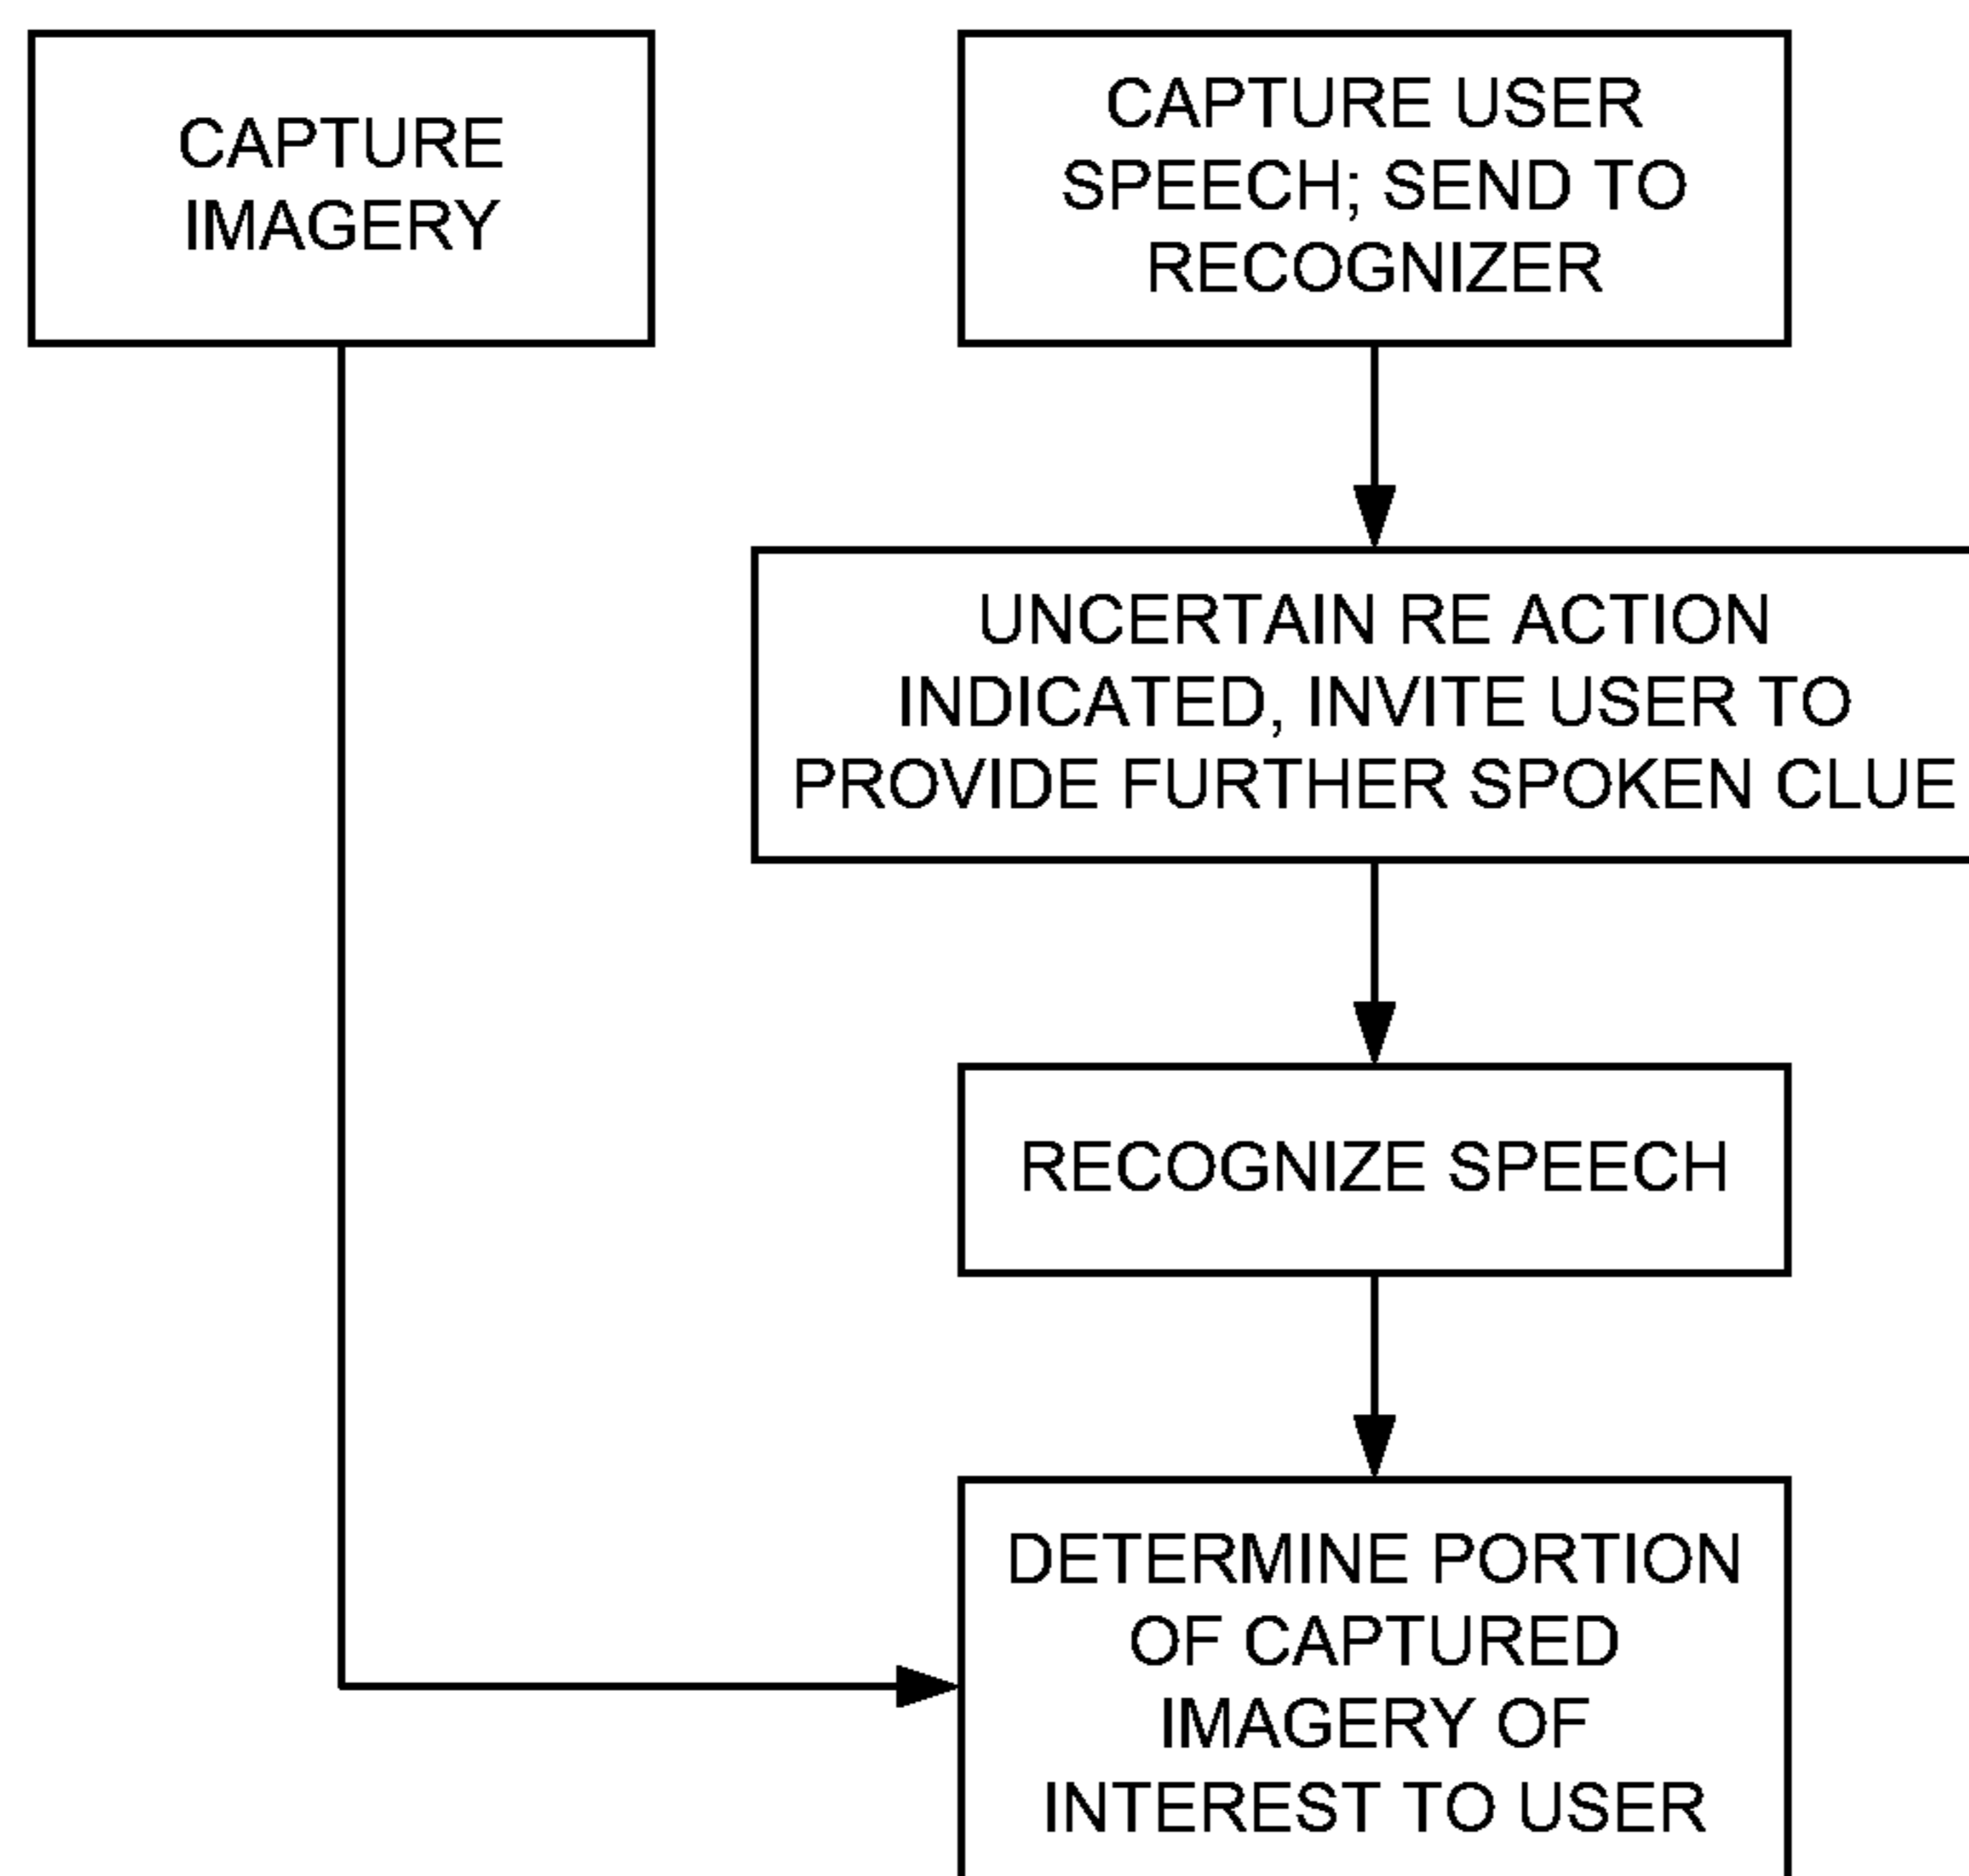 CAPTURE
IMAGERY
CAPTURE USER
SPEECH; SEND TO
RECOGNIZER
UNCERTAIN RE ACTION
INDICATED, INVITE USER TO
PROVIDE FURTHER SPOKEN CLUE
RECOGNIZE SPEECH
DETERMINE PORTION
OF CAPTURED
IMAGERY OF
INTEREST TO USER